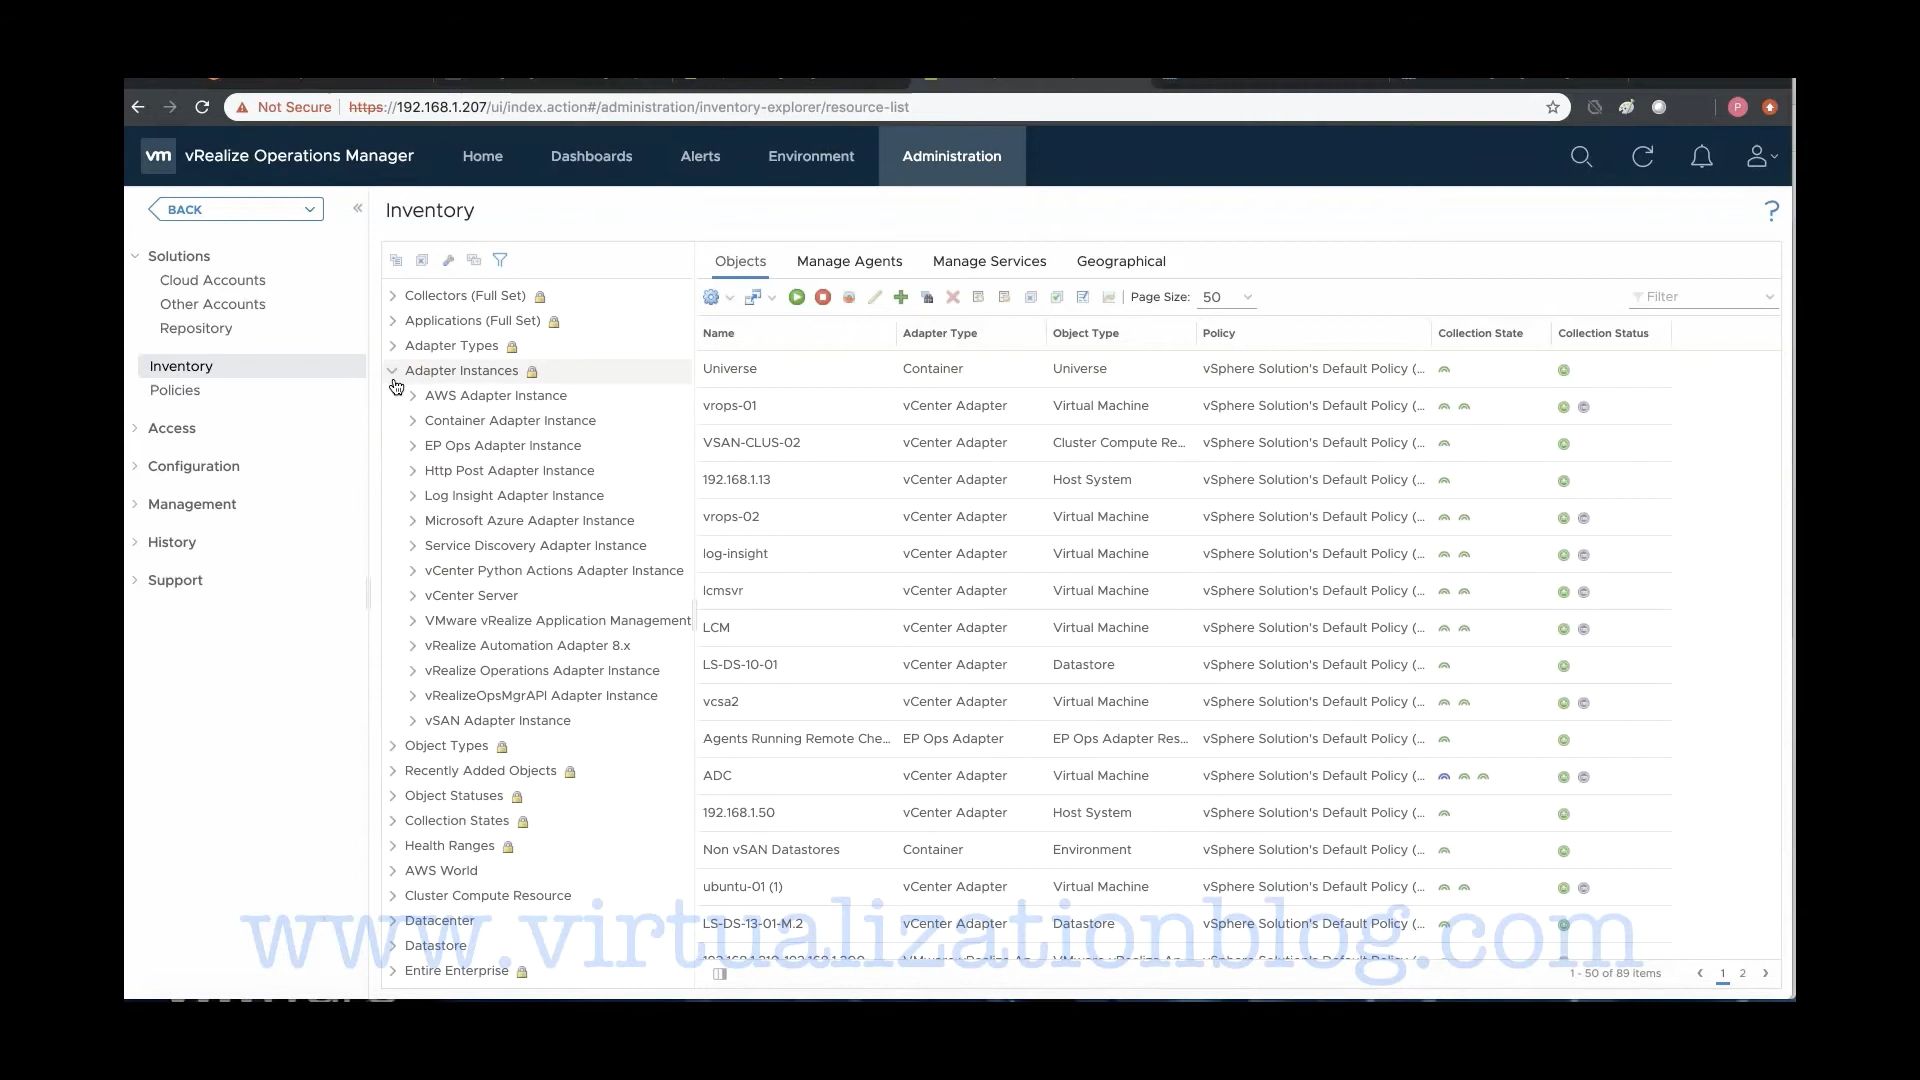 Not Secure https://192.168.1.207/ui/index.action#/administration/inventory-explorer/resource-list P
vm vRealize Operations Manager Home Dashboards Alerts Environment Administration
BACK
Inventory
?
Solutions
Cloud Accounts
Other Accounts
Repository
Inventory
Policies
Access
Configuration
Management
History
Support
Collectors (Full Set)
Applications (Full Set)
Adapter Types
Adapter Instances
AWS Adapter Instance
Container Adapter Instance
EP Ops Adapter Instance
Http Post Adapter Instance
Log Insight Adapter Instance
Microsoft Azure Adapter Instance
Service Discovery Adapter Instance
vCenter Python Actions Adapter Instance
vCenter Server
VMware vRealize Application Management
vRealize Automation Adapter 8.x
vRealize Operations Adapter Instance
vRealizeOpsMgrAPI Adapter Instance
vSAN Adapter Instance
Object Types
Recently Added Objects
Object Statuses
Collection States
Health Ranges
AWS World
Cluster Compute Resource
Datacenter
Datastore
Entire Enterprise
Objects Manage Agents Manage Services Geographical
Page Size: 50 Filter
Name Adapter Type Object Type Policy Collection State Collection Status
Universe Container Universe vSphere Solution's Default Policy (...
vrops-01 vCenter Adapter Virtual Machine vSphere Solution's Default Policy (...
VSAN-CLUS-02 vCenter Adapter Cluster Compute Re... vSphere Solution's Default Policy (...
192.168.1.13 vCenter Adapter Host System vSphere Solution's Default Policy (...
vrops-02 vCenter Adapter Virtual Machine vSphere Solution's Default Policy (...
log-insight vCenter Adapter Virtual Machine vSphere Solution's Default Policy (...
lcmsvr vCenter Adapter Virtual Machine vSphere Solution's Default Policy (...
LCM vCenter Adapter Virtual Machine vSphere Solution's Default Policy (...
LS-DS-10-01 vCenter Adapter Datastore vSphere Solution's Default Policy (...
vcsa2 vCenter Adapter Virtual Machine vSphere Solution's Default Policy (...
Agents Running Remote Che... EP Ops Adapter EP Ops Adapter Res... vSphere Solution's Default Policy (...
ADC vCenter Adapter Virtual Machine vSphere Solution's Default Policy (...
192.168.1.50 vCenter Adapter Host System vSphere Solution's Default Policy (...
Non vSAN Datastores Container Environment vSphere Solution's Default Policy (...
ubuntu-01 (1) vCenter Adapter Virtual Machine vSphere Solution's Default Policy (...
LS-DS-13-01-M.2 vCenter Adapter Datastore vSphere Solution's Default Policy (...
1 - 50 of 89 items 1 2
www.virtualizationblog.com